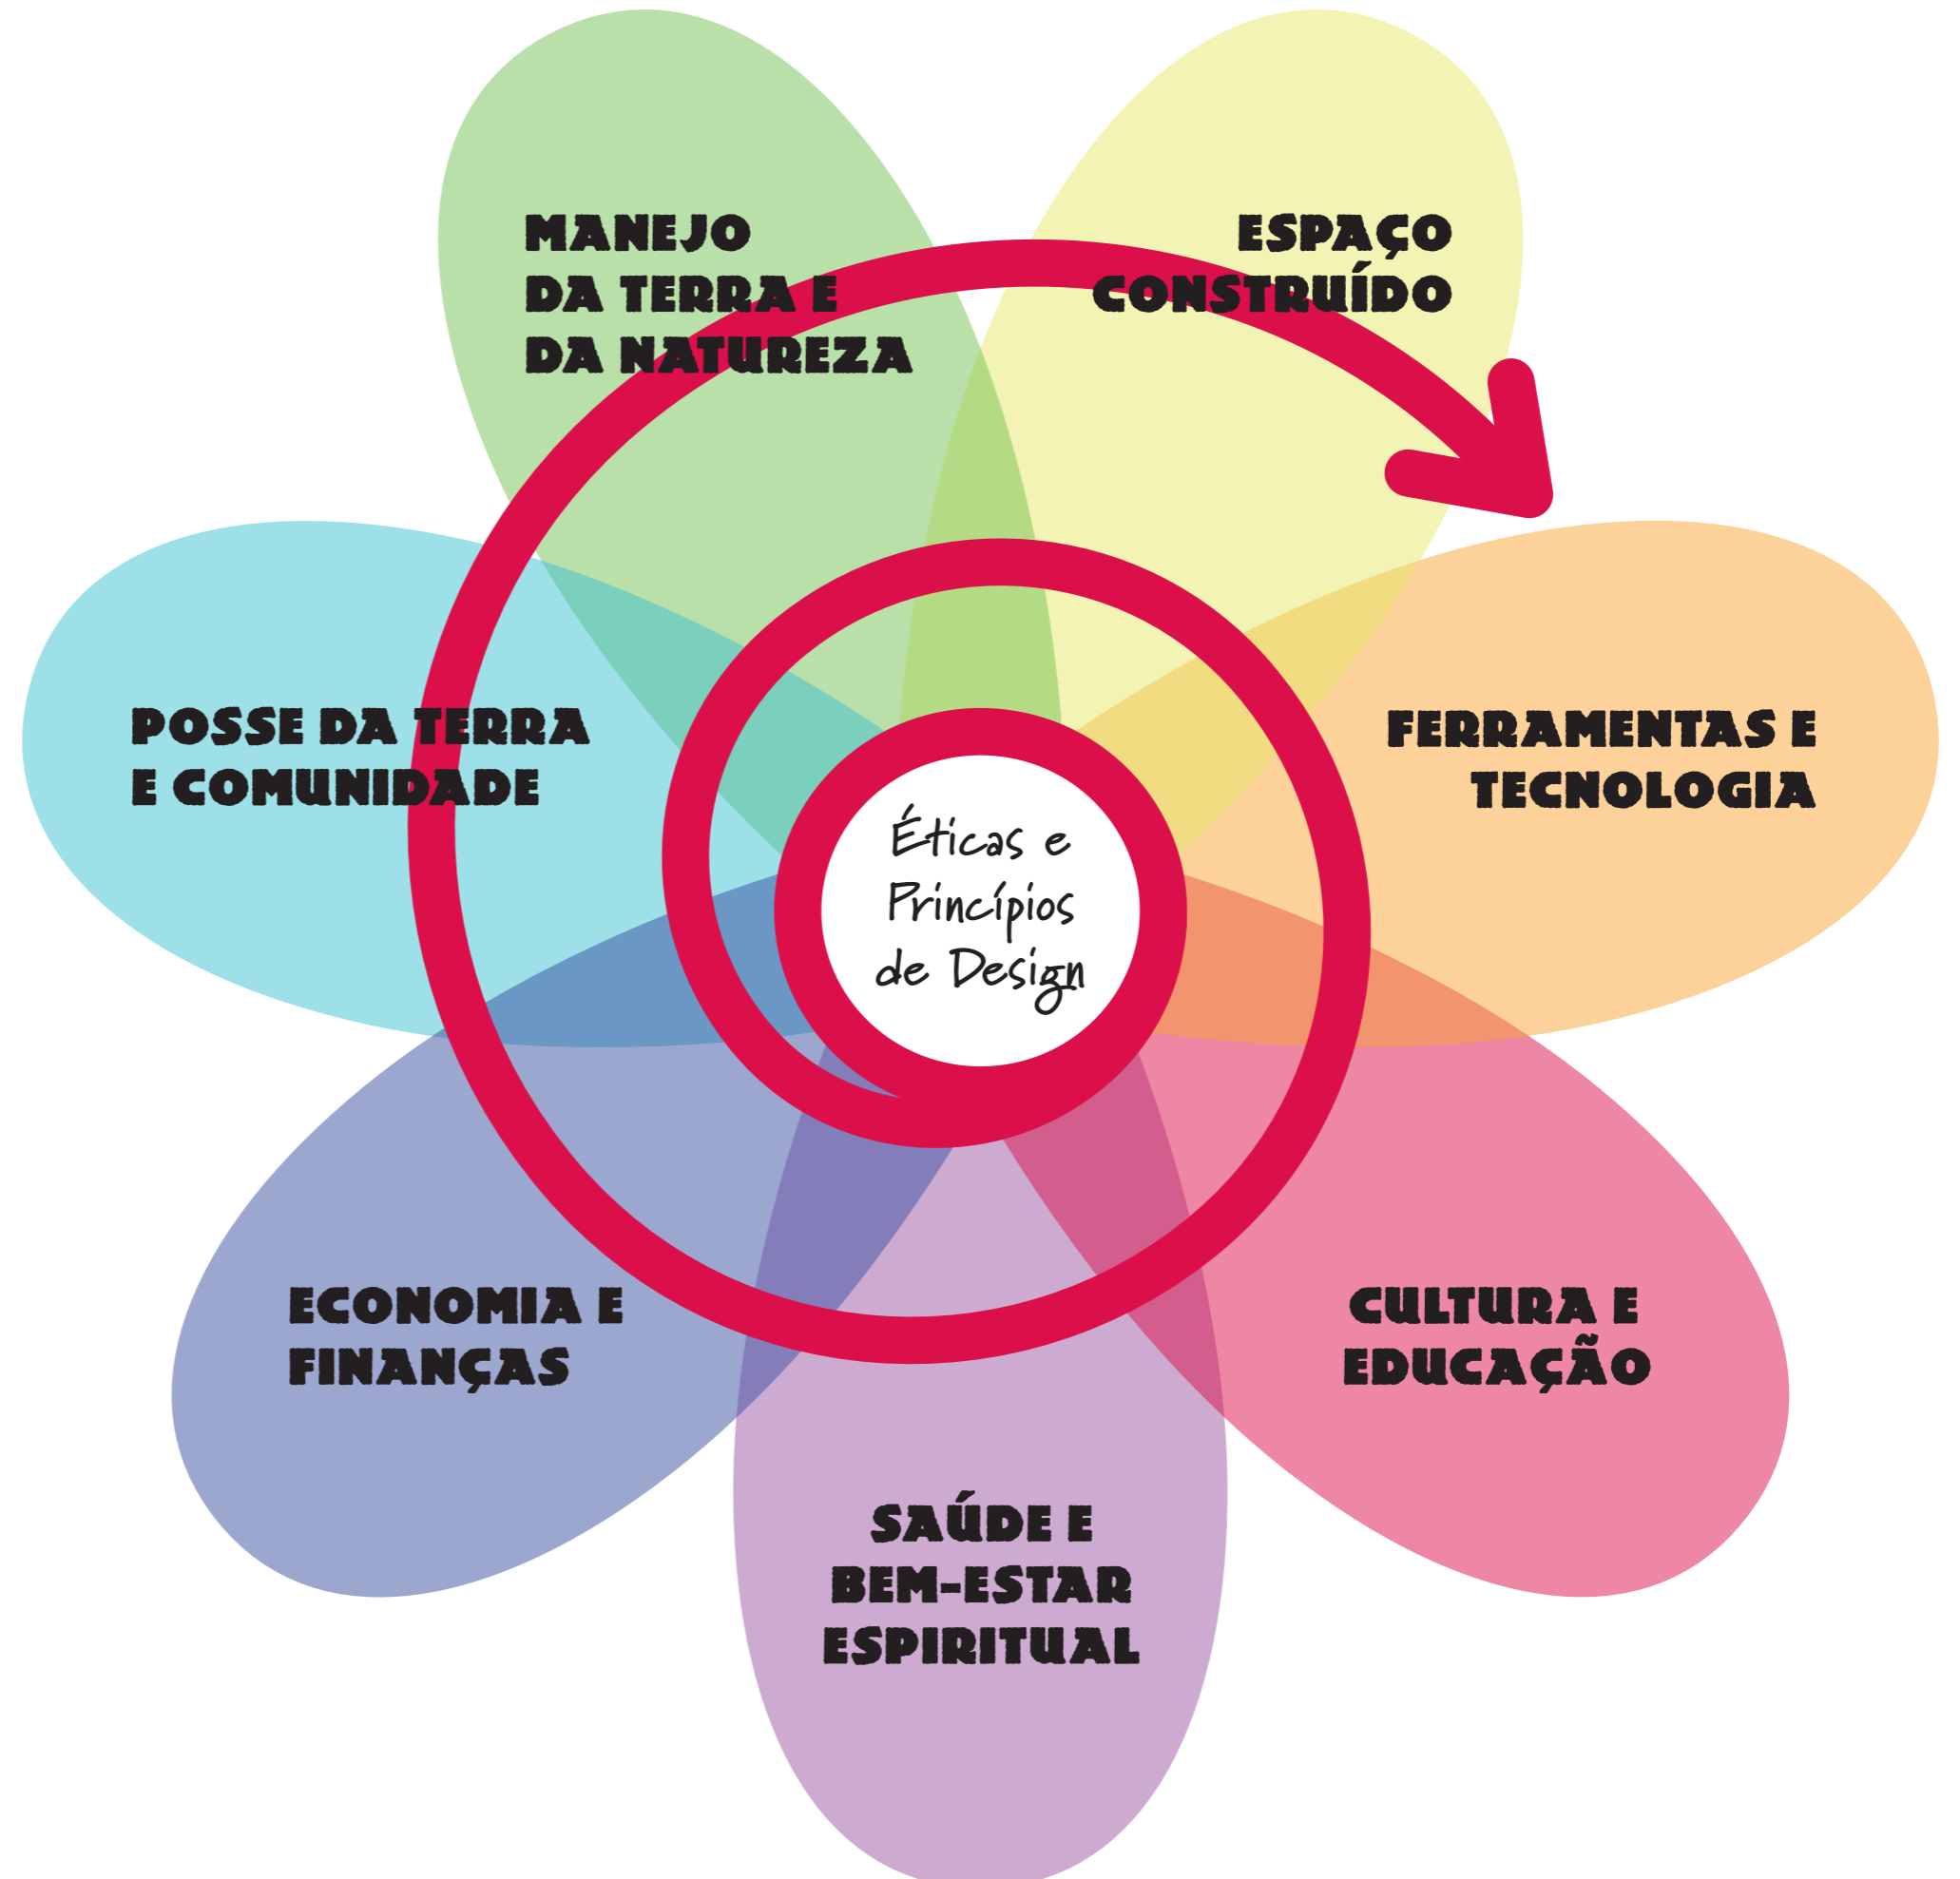 MANEJO
DA TERRA E
DA NATUREZA
ESPAÇO
CONSTRUÍDO
POSSE DA TERRA
E COMUNIDADE
FERRAMENTAS E
TECNOLOGIA
Éticas e
Princípios
de Design
ECONOMIA E
FINANÇAS
CULTURA E
EDUCAÇÃO
SAÚDE E
BEM-ESTAR
ESPIRITUAL